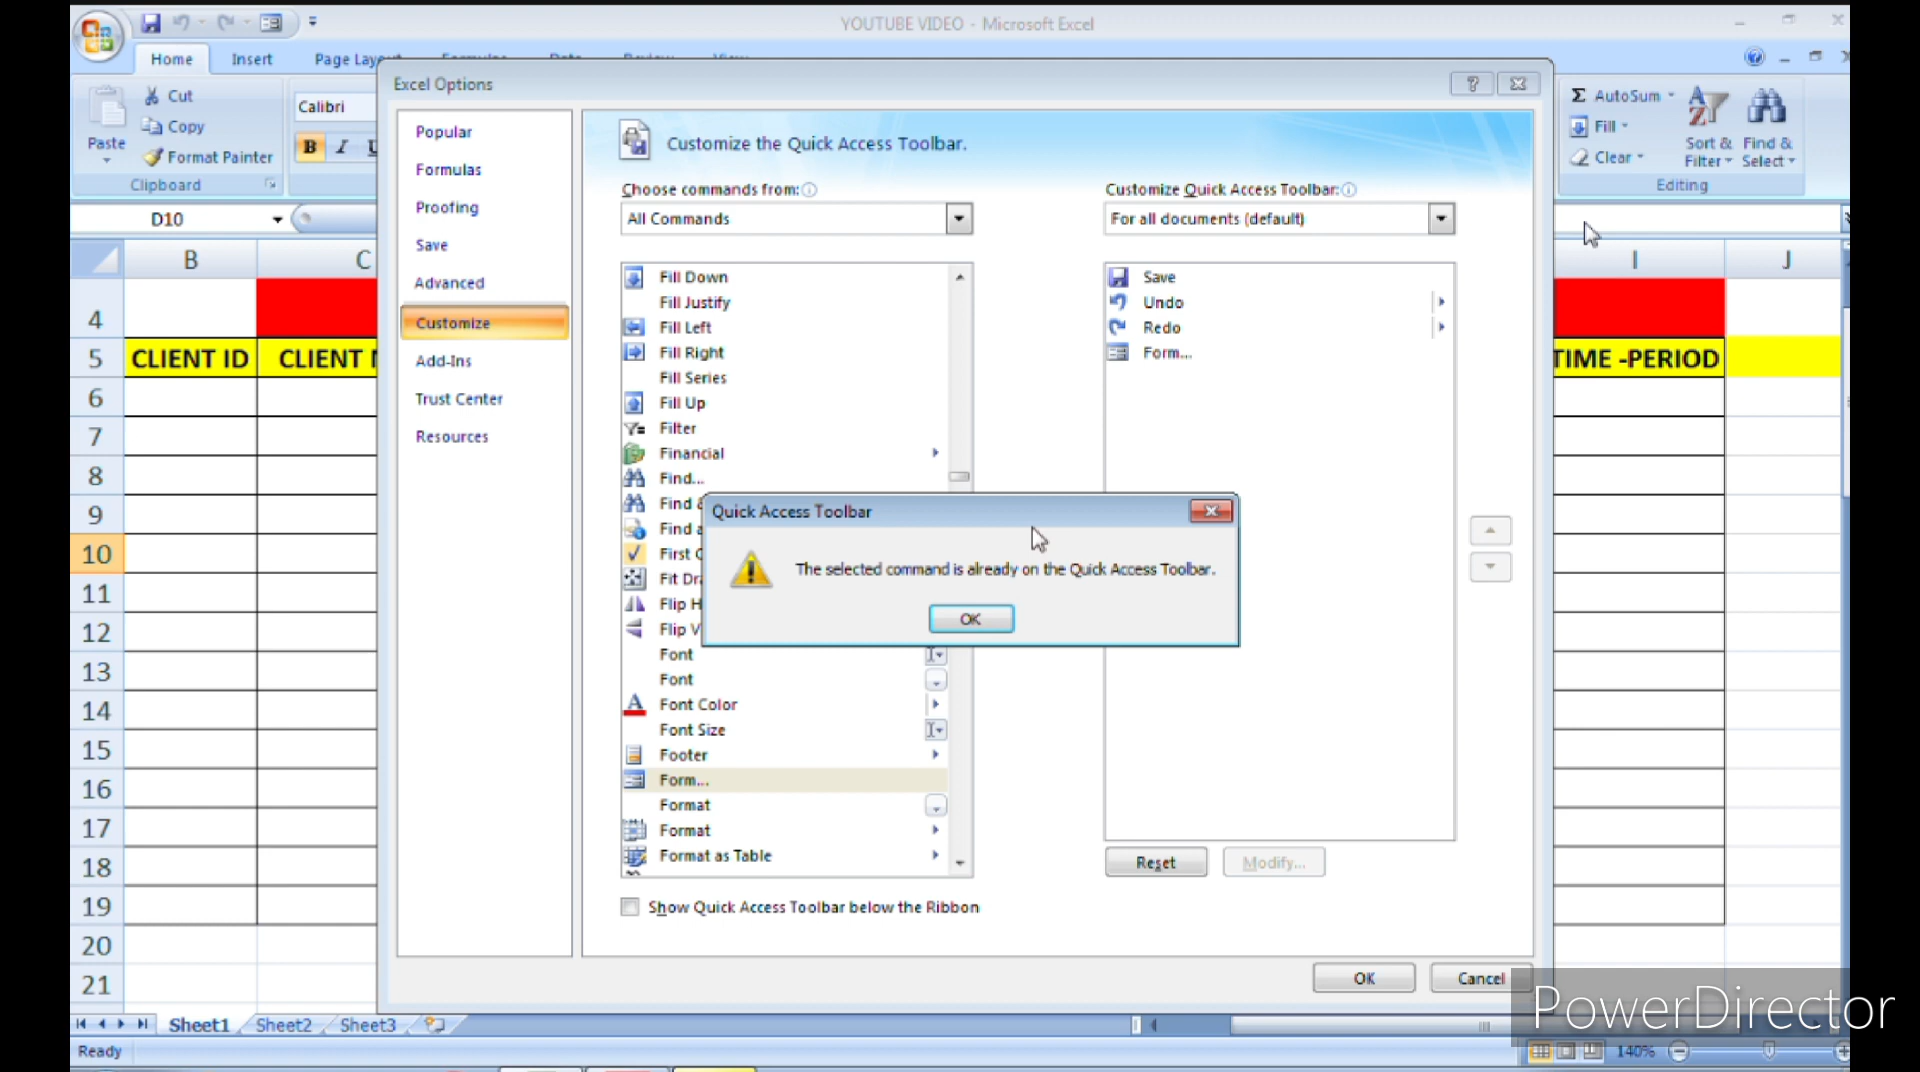 YOUTUBE VIDEO - Microsoft Excel
Home Insert Page Layout Formulas Data Review View
Cut
Copy
Format Painter
Paste
Clipboard
Calibri
B I U
Σ AutoSum
Fill
Clear
Sort & Filter
Find & Select
Editing
D10
B C I J
CLIENT ID CLIENT TIME -PERIOD
4
5
6
7
8
9
10
11
12
13
14
15
16
17
18
19
20
21
Excel Options
Popular
Formulas
Proofing
Save
Advanced
Customize
Add-Ins
Trust Center
Resources
Customize the Quick Access Toolbar.
Choose commands from:
All Commands
Fill Down
Fill Justify
Fill Left
Fill Right
Fill Series
Fill Up
Filter
Financial
Find...
Find &
Find a
First C
Fit Dr
Flip H
Flip V
Font
Font
Font Color
Font Size
Footer
Form...
Format
Format
Format as Table
Show Quick Access Toolbar below the Ribbon
Customize Quick Access Toolbar:
For all documents (default)
Save
Undo
Redo
Form...
Reset Modify...
OK Cancel
Quick Access Toolbar
The selected command is already on the Quick Access Toolbar.
OK
Sheet1 Sheet2 Sheet3
Ready
140%
PowerDirector